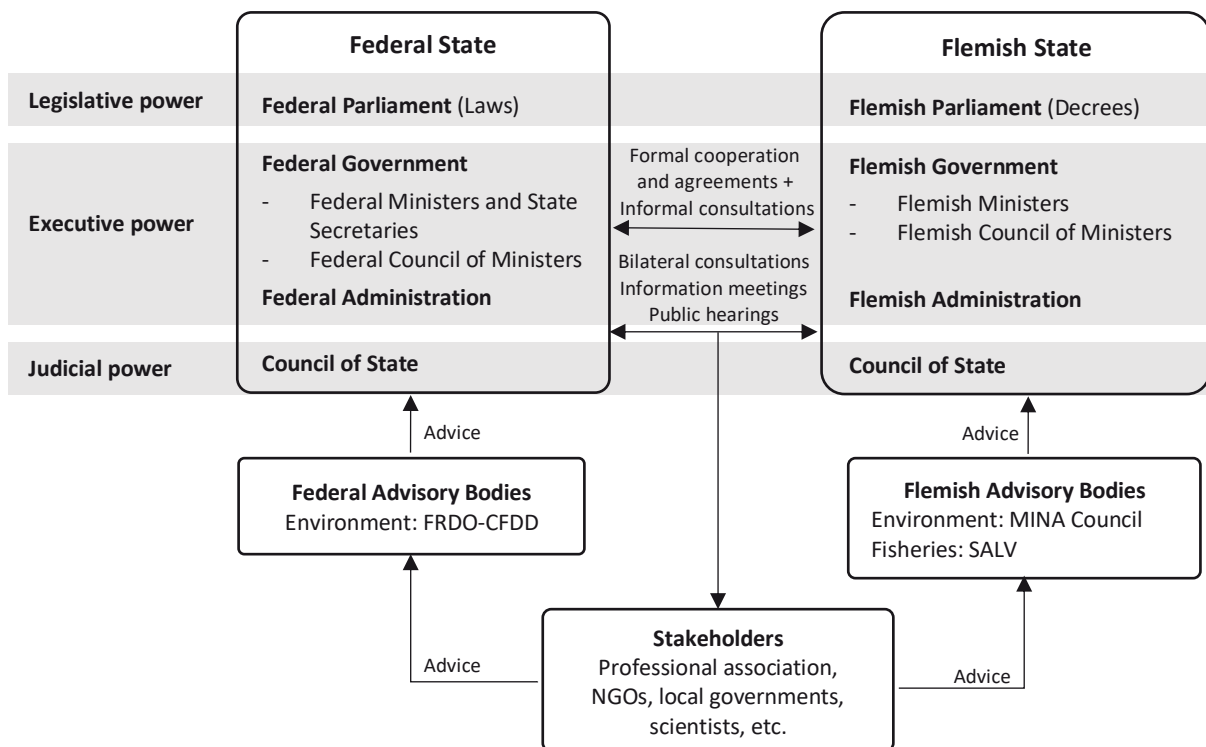 Federal State
Flemish State
Legislative power
Federal Parliament (Laws)
Flemish Parliament (Decrees)
Executive power
Federal Government
- Federal Ministers and State
Secretaries
- Federal Council of Ministers
Federal Administration
Formal cooperation
and agreements +
Informal consultations
Bilateral consultations
Information meetings
Public hearings
Flemish Government
- Flemish Ministers
- Flemish Council of Ministers
Flemish Administration
Judicial power
Council of State
Council of State
Advice
Advice
Federal Advisory Bodies
Environment: FRDO-CFDD
Flemish Advisory Bodies
Environment: MINA Council
Fisheries: SALV
Advice
Stakeholders
Professional association,
NGOs, local governments,
scientists, etc.
Advice